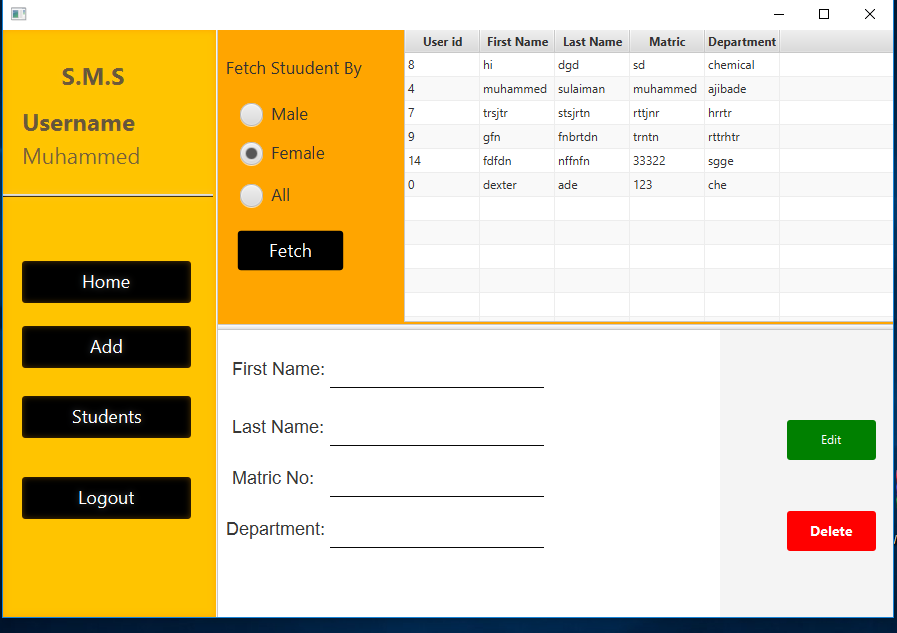 S.M.S
Username
Muhammed
Home
Add
Students
Logout
Fetch Stuudent By
Male
Female
All
Fetch
User id First Name Last Name Matric Department
8 hi dgd sd chemical
4 muhammed sulaiman muhammed ajibade
7 trsjtr stsjrtn rttjnr hrrtr
9 gfn fnbrtdn trntn rttrhtr
14 fdfdn nffnfn 33322 sgge
0 dexter ade 123 che
First Name:
Last Name:
Matric No:
Department:
Edit
Delete